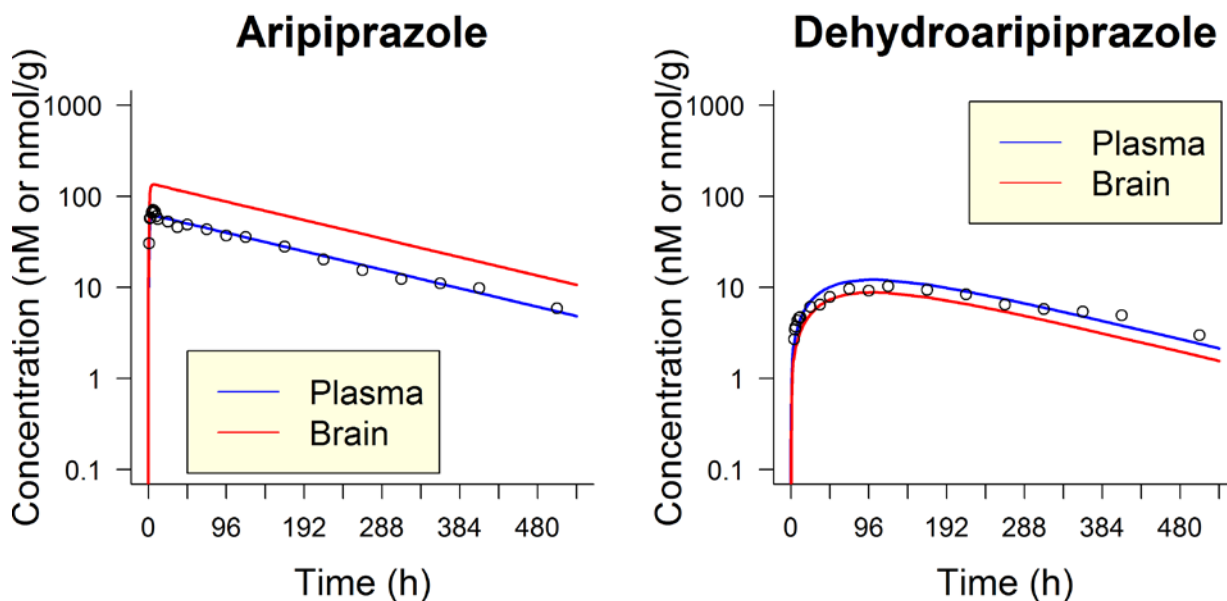 Aripiprazole
Concentration (nM or nmol/g)
1000
100
10
1
0.1
Plasma
Brain
0 96 192 288 384 480
Time (h)
Dehydroaripiprazole
Concentration (nM or nmol/g)
1000
100
10
1
0.1
Plasma
Brain
0 96 192 288 384 480
Time (h)